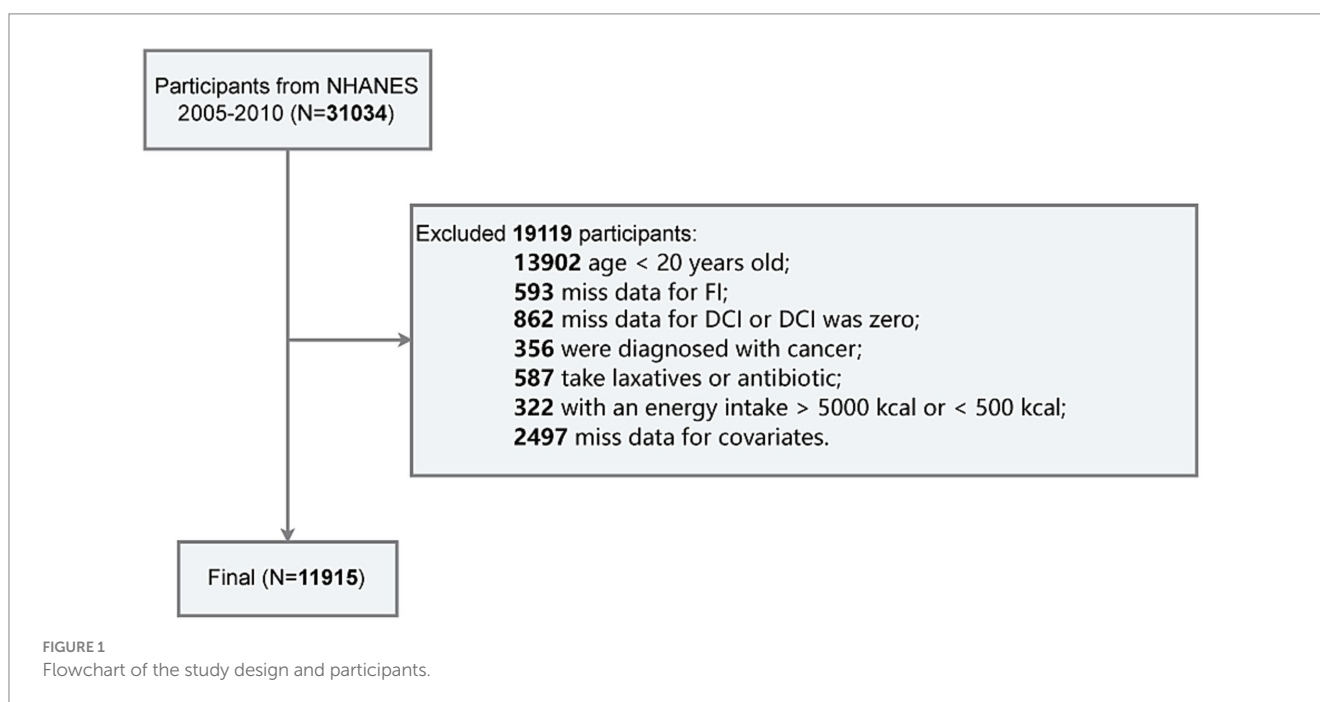 Participants from NHANES
2005-2010 (N=31034)
Excluded 19119 participants:
13902 age < 20 years old;
593 miss data for FI;
862 miss data for DCI or DCI was zero;
356 were diagnosed with cancer;
587 take laxatives or antibiotic;
322 with an energy intake > 5000 kcal or < 500 kcal;
2497 miss data for covariates.
Final (N=11915)
FIGURE 1
Flowchart of the study design and participants.